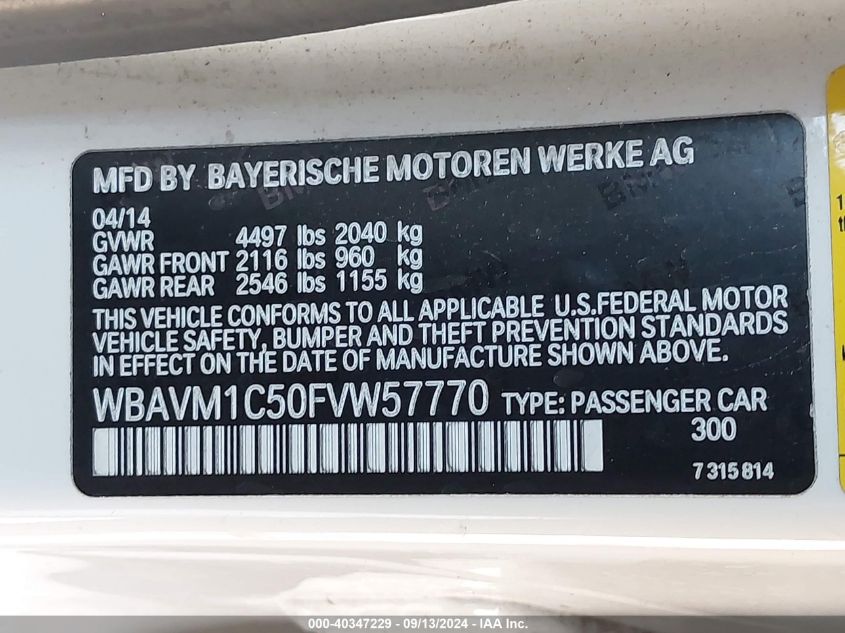 MFD BY BAYERISCHE MOTOREN WERKE AG
04/14
GVWR 4497 lbs 2040 kg
GAWR FRONT 2116 lbs 960 kg
GAWR REAR 2546 lbs 1155 kg
THIS VEHICLE CONFORMS TO ALL APPLICABLE U.S.FEDERAL MOTOR
VEHICLE SAFETY, BUMPER AND THEFT PREVENTION STANDARDS
IN EFFECT ON THE DATE OF MANUFACTURE SHOWN ABOVE.
WBAVM1C50FVW57770 TYPE: PASSENGER CAR
300
7 315 814
000-40347229 - 09/13/2024 - IAA Inc.